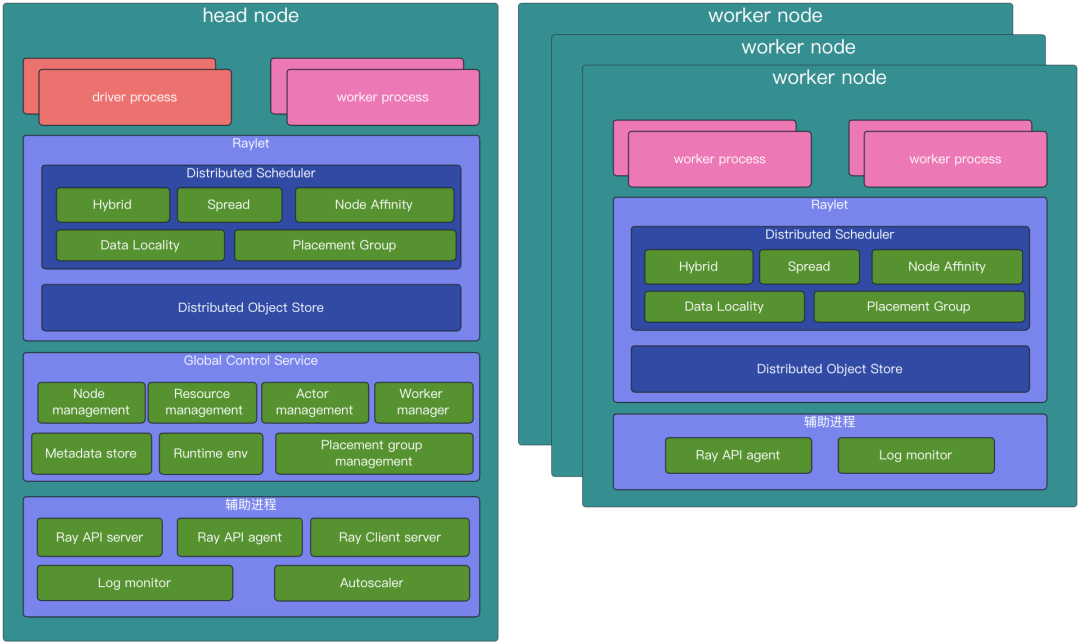 head node
driver process
worker process
Raylet
Distributed Scheduler
Hybrid
Spread
Node Affinity
Data Locality
Placement Group
Distributed Object Store
Global Control Service
Node
management
Resource
management
Actor
management
Worker
manager
Metadata store
Runtime env
Placement group
management
辅助进程
Ray API server
Ray API agent
Ray Client server
Log monitor
Autoscaler
worker node
worker node
worker node
worker process
worker process
Raylet
Distributed Scheduler
Hybrid
Spread
Node Affinity
Data Locality
Placement Group
Distributed Object Store
辅助进程
Ray API agent
Log monitor